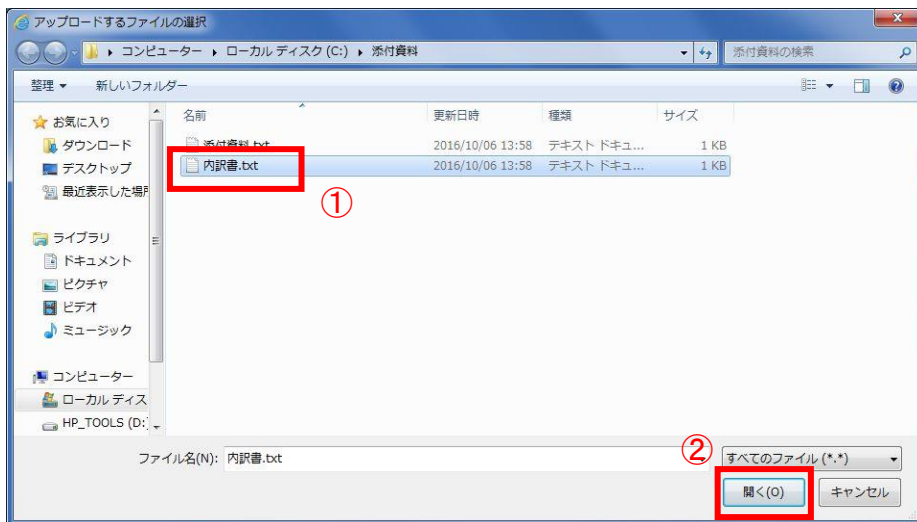 アップロードするファイルの選択
コンピューター ▶ ローカル ディスク (C:) ▶ 添付資料
添付資料の検索
整理 ▼ 新しいフォルダー
名前 更新日時 種類 サイズ
添付資料.txt 2016/10/06 13:58 テキスト ドキュ... 1 KB
内訳書.txt 2016/10/06 13:58 テキスト ドキュ... 1 KB
①
お気に入り
ダウンロード
デスクトップ
最近表示した場所
ライブラリ
ドキュメント
ピクチャ
ビデオ
ミュージック
コンピューター
ローカル ディス
HP_TOOLS (D:)
ファイル名(N): 内訳書.txt
②
すべてのファイル (*.*)
開く(O) キャンセル